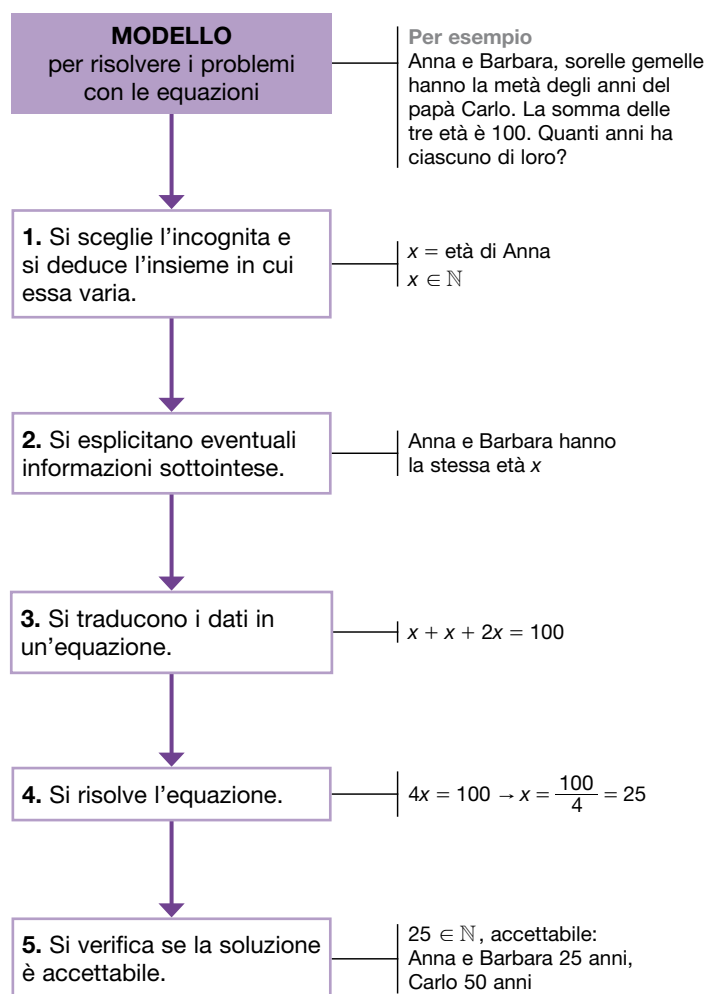 MODELLO
per risolvere i problemi
con le equazioni
Per esempio
Anna e Barbara, sorelle gemelle
hanno la metà degli anni del
papà Carlo. La somma delle
tre età è 100. Quanti anni ha
ciascuno di loro?
1. Si sceglie l’incognita e
si deduce l’insieme in cui
essa varia.
x = età di Anna
x ∈ ℕ
2. Si esplicitano eventuali
informazioni sottointese.
Anna e Barbara hanno
la stessa età x
3. Si traducono i dati in
un’equazione.
x + x + 2x = 100
4. Si risolve l’equazione.
4x = 100 → x = 100/4 = 25
5. Si verifica se la soluzione
è accettabile.
25 ∈ ℕ, accettabile:
Anna e Barbara 25 anni,
Carlo 50 anni